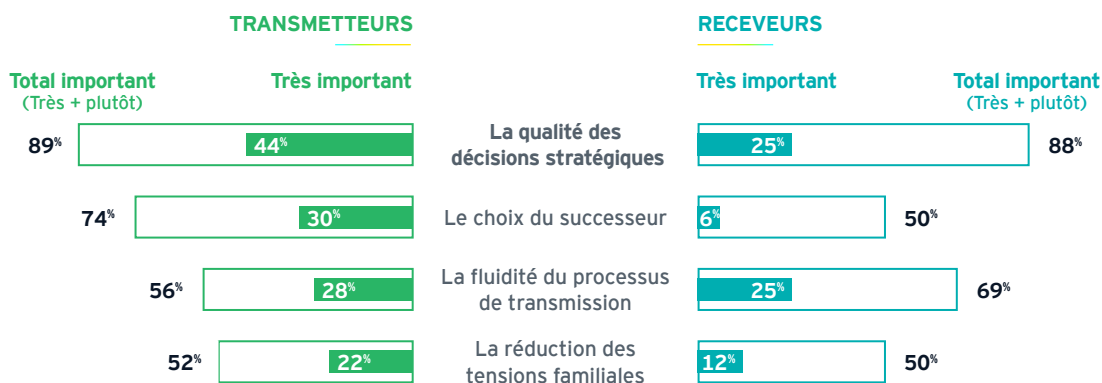 TRANSMETTEURS
RECEVEURS
Total important
(Très + plutôt)
Très important
Très important
Total important
(Très + plutôt)
89%
44%
La qualité des
décisions stratégiques
25%
88%
74%
30%
Le choix du successeur
6%
50%
56%
28%
La fluidité du processus
de transmission
25%
69%
52%
22%
La réduction des
tensions familiales
12%
50%